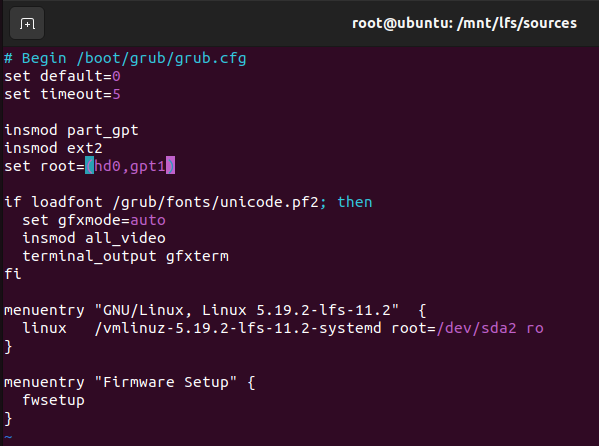 root@ubuntu: /mnt/lfs/sources
# Begin /boot/grub/grub.cfg
set default=0
set timeout=5
insmod part_gpt
insmod ext2
set root=(hd0,gpt1)
if loadfont /grub/fonts/unicode.pf2; then
  set gfxmode=auto
  insmod all_video
  terminal_output gfxterm
fi
menuentry "GNU/Linux, Linux 5.19.2-lfs-11.2"  {
  linux   /vmlinuz-5.19.2-lfs-11.2-systemd root=/dev/sda2 ro
}
menuentry "Firmware Setup" {
  fwsetup
}
~